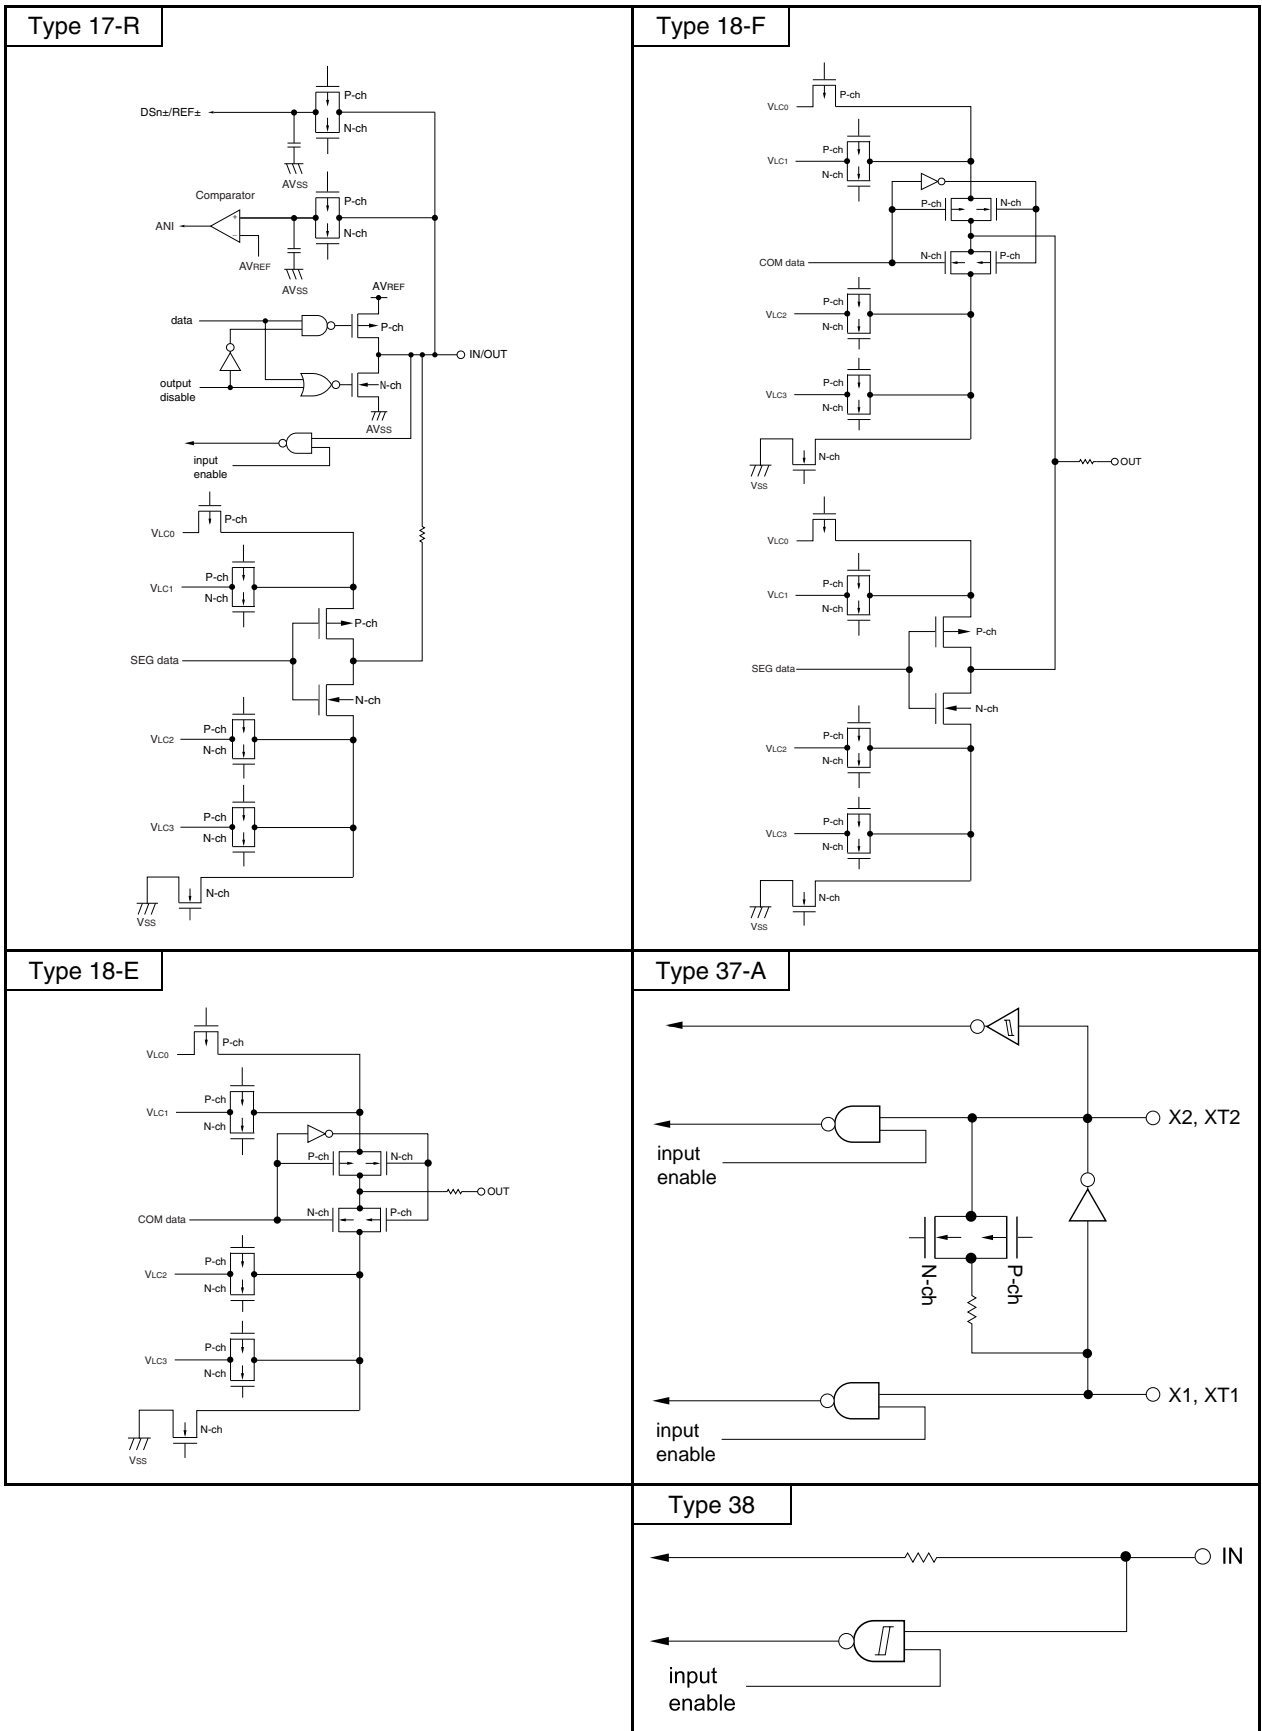 Type 17-R
P-ch
DSn±/REF±
N-ch
AVSS
Comparator
P-ch
+
ANI
N-ch
−
AVREF
AVSS
AVREF
data
P-ch
IN/OUT
output
disable
N-ch
AVSS
input
enable
P-ch
VLC0
P-ch
VLC1
N-ch
P-ch
SEG data
N-ch
P-ch
VLC2
N-ch
P-ch
VLC3
N-ch
N-ch
VSS
Type 18-F
P-ch
VLC0
P-ch
VLC1
N-ch
P-ch
N-ch
N-ch
P-ch
COM data
P-ch
VLC2
N-ch
P-ch
VLC3
N-ch
N-ch
VSS
OUT
VLC0
P-ch
VLC1
N-ch
P-ch
SEG data
N-ch
P-ch
VLC2
N-ch
P-ch
VLC3
N-ch
N-ch
VSS
Type 18-E
P-ch
VLC0
P-ch
VLC1
N-ch
P-ch
N-ch
OUT
N-ch
P-ch
COM data
P-ch
VLC2
N-ch
P-ch
VLC3
N-ch
N-ch
VSS
Type 37-A
X2, XT2
input
enable
N-ch
P-ch
X1, XT1
input
enable
Type 38
IN
input
enable